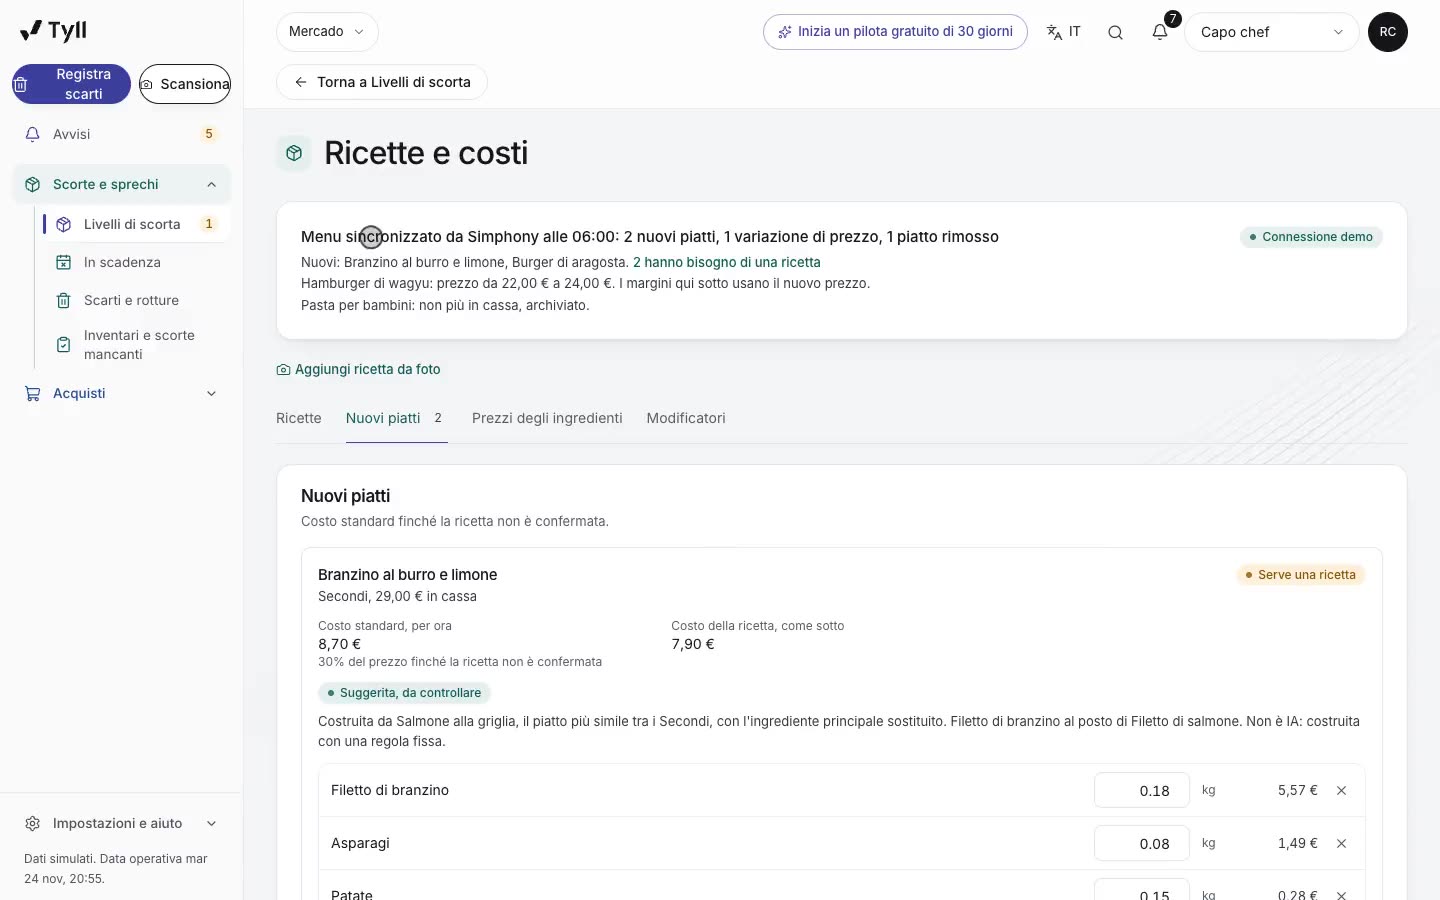 Tyll
Mercado
Inizia un pilota gratuito di 30 giorni
IT
7
Capo chef
RC
Registra scarti
Scansiona
Torna a Livelli di scorta
Avvisi
5
Scorte e sprechi
Livelli di scorta
1
In scadenza
Scarti e rotture
Inventari e scorte
mancanti
Acquisti
Impostazioni e aiuto
Dati simulati. Data operativa mar
24 nov, 20:55.
Ricette e costi
Menu sincronizzato da Simphony alle 06:00: 2 nuovi piatti, 1 variazione di prezzo, 1 piatto rimosso
Connessione demo
Nuovi: Branzino al burro e limone, Burger di aragosta. 2 hanno bisogno di una ricetta
Hamburger di wagyu: prezzo da 22,00 € a 24,00 €. I margini qui sotto usano il nuovo prezzo.
Pasta per bambini: non più in cassa, archiviato.
Aggiungi ricetta da foto
Ricette
Nuovi piatti 2
Prezzi degli ingredienti
Modificatori
Nuovi piatti
Costo standard finché la ricetta non è confermata.
Branzino al burro e limone
Serve una ricetta
Secondi, 29,00 € in cassa
Costo standard, per ora
Costo della ricetta, come sotto
8,70 €
7,90 €
30% del prezzo finché la ricetta non è confermata
Suggerita, da controllare
Costruita da Salmone alla griglia, il piatto più simile tra i Secondi, con l'ingrediente principale sostituito. Filetto di branzino al posto di Filetto di salmone. Non è IA: costruita
con una regola fissa.
Filetto di branzino 0.18 kg 5,57 €
Asparagi 0.08 kg 1,49 €
Patate 0.15 kg 0,28 €